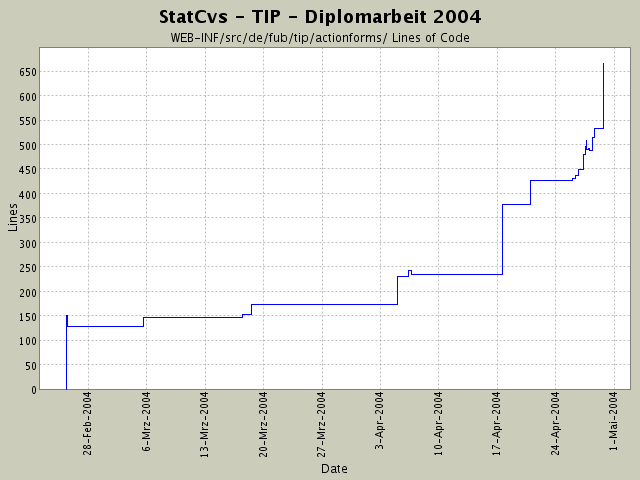 StatCvs - TIP - Diplomarbeit 2004
WEB-INF/src/de/fub/tip/actionforms/ Lines of Code
Lines
650
600
550
500
450
400
350
300
250
200
150
100
50
0
28-Feb-2004
6-Mrz-2004
13-Mrz-2004
20-Mrz-2004
27-Mrz-2004
3-Apr-2004
10-Apr-2004
17-Apr-2004
24-Apr-2004
1-Mai-2004
Date